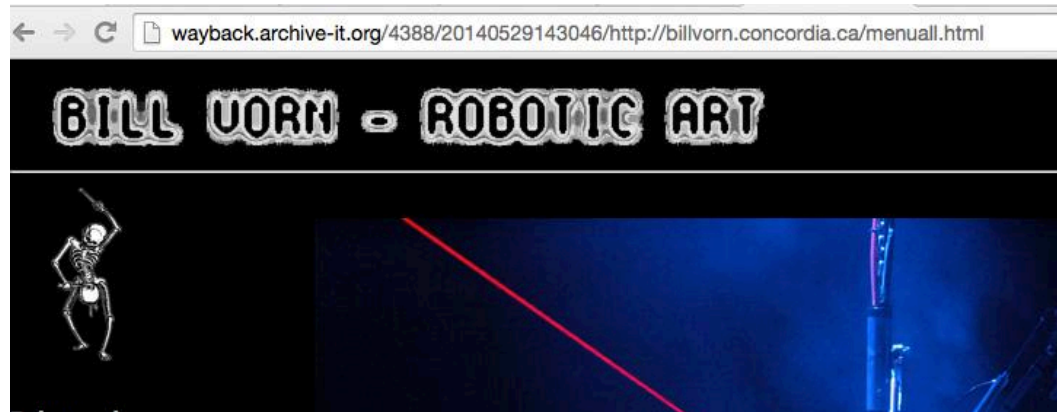 wayback.archive-it.org/4388/20140529143046/http://billvorn.concordia.ca/menuall.html
BILL VORN - ROBOTIC ART